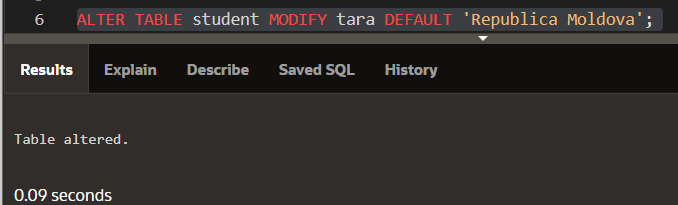 6 ALTER TABLE student MODIFY tara DEFAULT 'Republica Moldova';
Results Explain Describe Saved SQL History
Table altered.
0.09 seconds